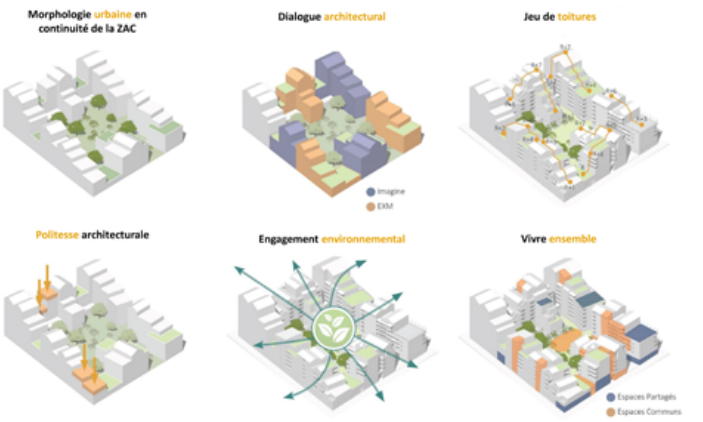 Morphologie urbaine en
continuité de la ZAC
Dialogue architectural
Jeu de toitures
Imagine
EXM
Politesse architecturale
Engagement environnemental
Vivre ensemble
Espaces Partagés
Espaces Communs